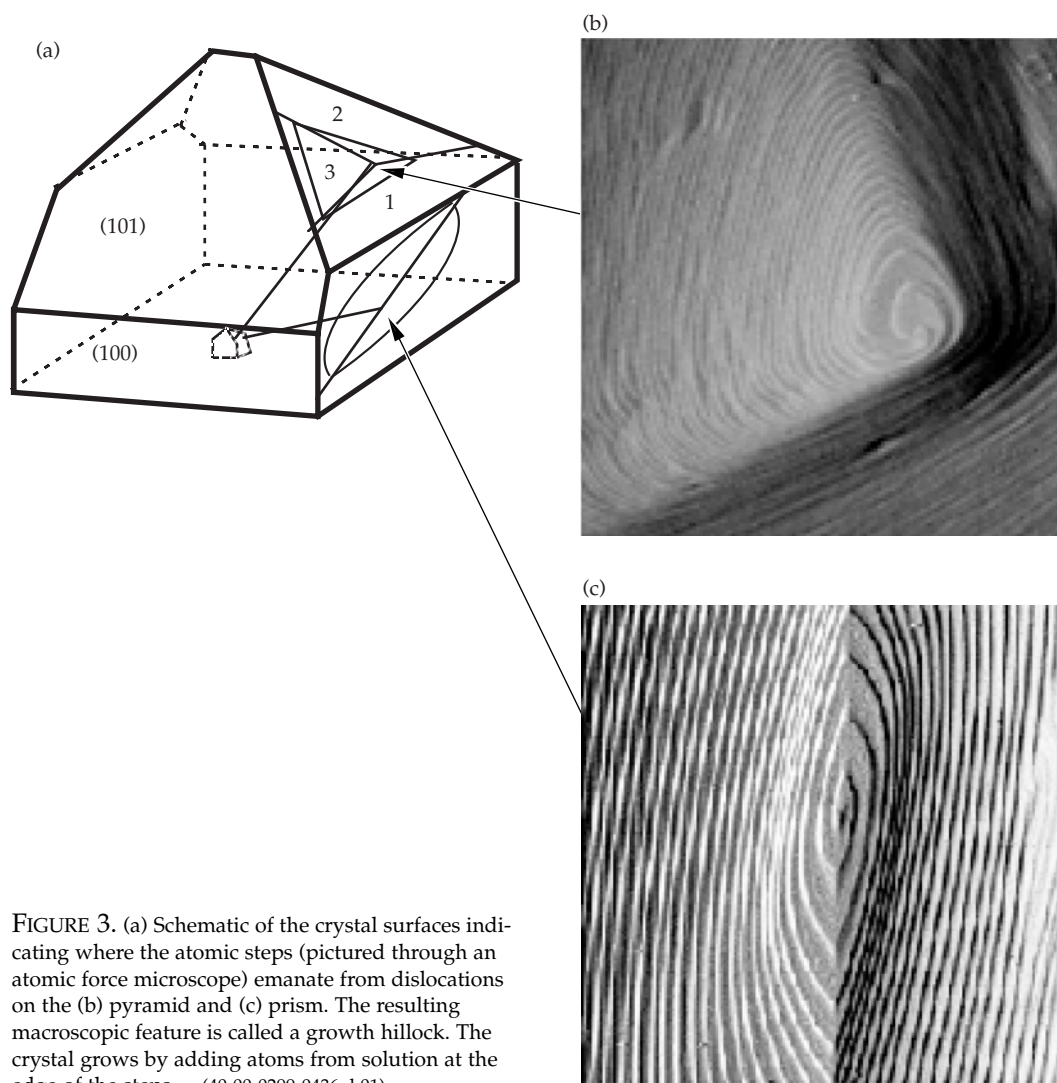 (a)
2
3
1
(101)
(100)
(b)
(c)
FIGURE 3. (a) Schematic of the crystal surfaces indi-
cating where the atomic steps (pictured through an
atomic force microscope) emanate from dislocations
on the (b) pyramid and (c) prism. The resulting
macroscopic feature is called a growth hillock. The
crystal grows by adding atoms from solution at the